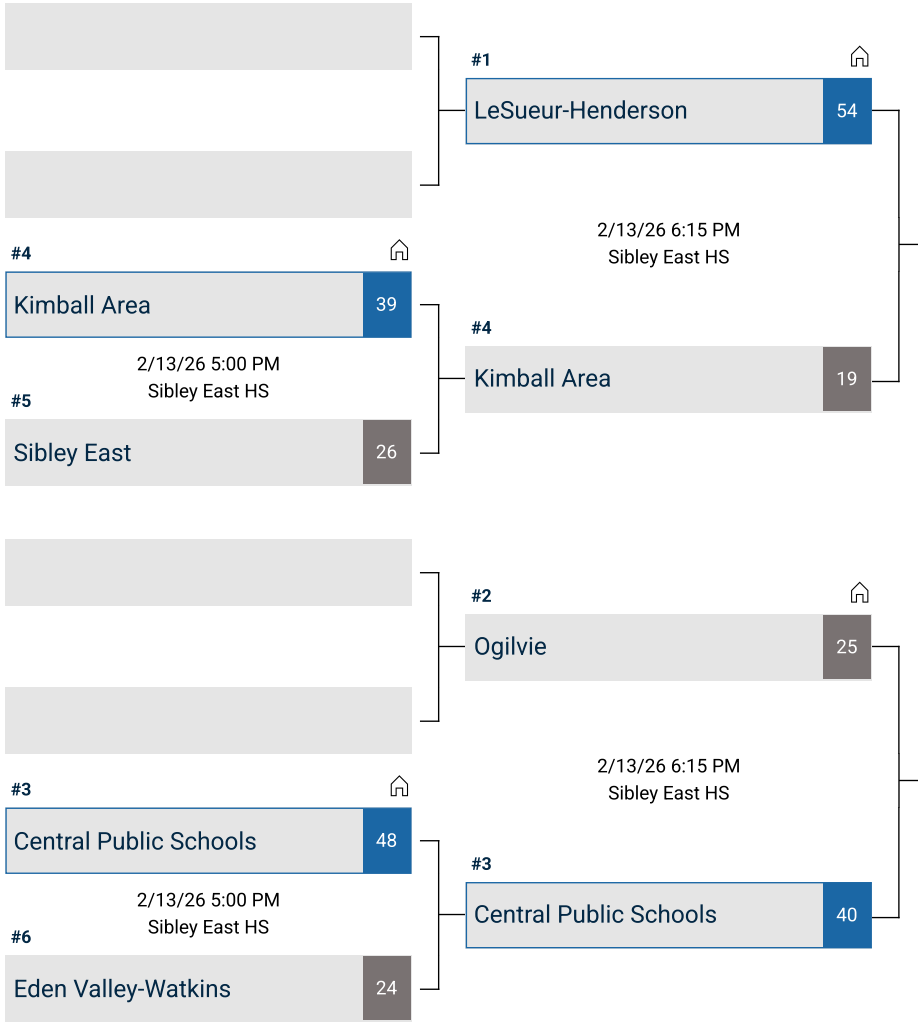 #1
LeSueur-Henderson
54
2/13/26 6:15 PM
Sibley East HS
#4
Kimball Area
39
2/13/26 5:00 PM
Sibley East HS
#5
Sibley East
26
#4
Kimball Area
19
#2
Ogilvie
25
2/13/26 6:15 PM
Sibley East HS
#3
Central Public Schools
48
2/13/26 5:00 PM
Sibley East HS
#6
Eden Valley-Watkins
24
#3
Central Public Schools
40